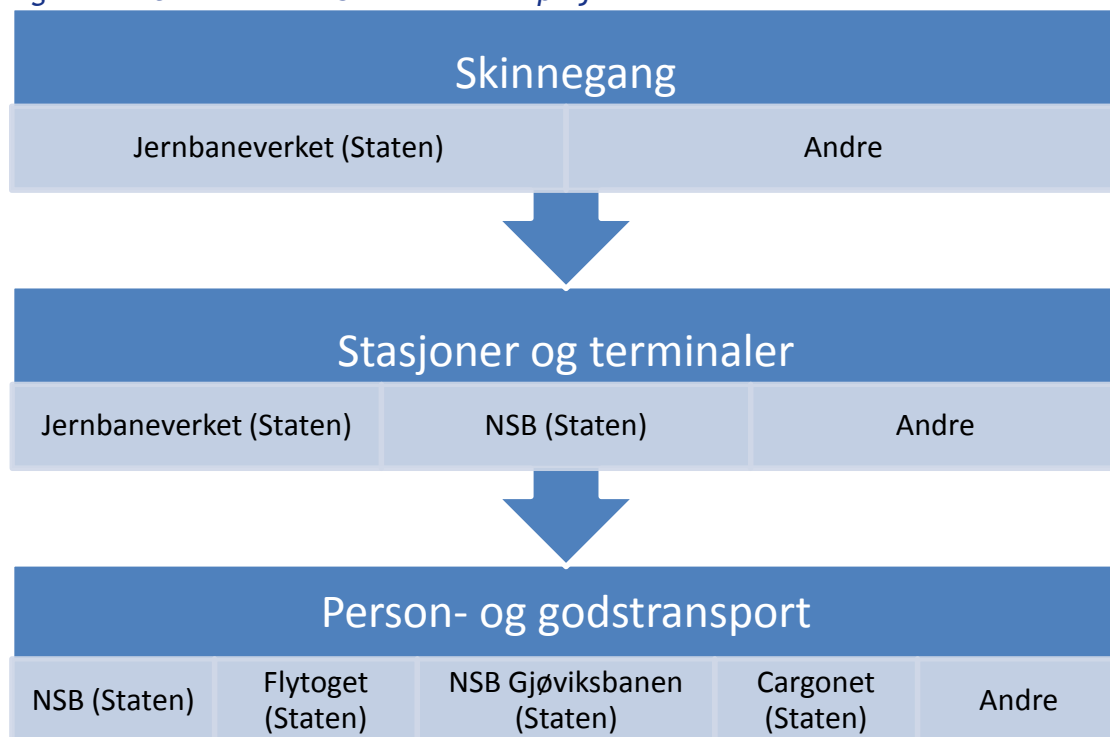 Skinnegang
Jernbaneverket (Staten) Andre
Stasjoner og terminaler
Jernbaneverket (Staten) NSB (Staten) Andre
Person- og godstransport
NSB (Staten) Flytoget (Staten) NSB Gjøviksbanen (Staten) Cargonet (Staten) Andre